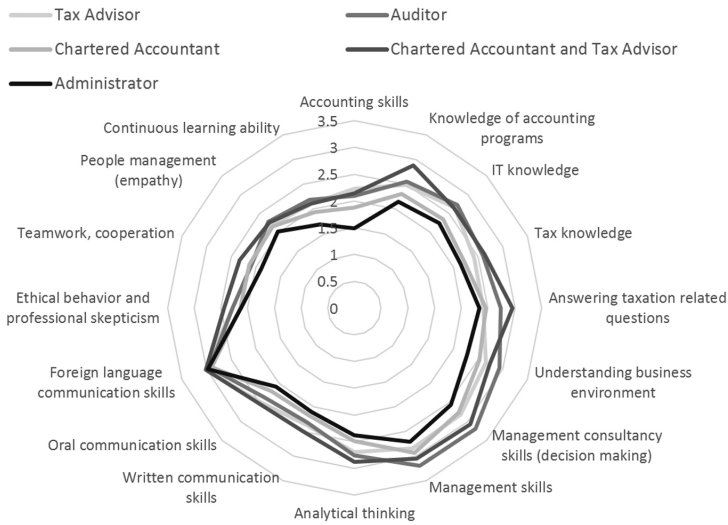 Tax Advisor
Auditor
Chartered Accountant
Chartered Accountant and Tax Advisor
Administrator
Accounting skills
Continuous learning ability
Knowledge of accounting
programs
People management
(empathy)
IT knowledge
Teamwork, cooperation
Tax knowledge
Ethical behavior and
professional skepticism
Answering taxation related
questions
Foreign language
communication skills
Understanding business
environment
Oral communication skills
Management consultancy
skills (decision making)
Written communication
skills
Management skills
Analytical thinking
3.5
3
2.5
2
1.5
1
0.5
0